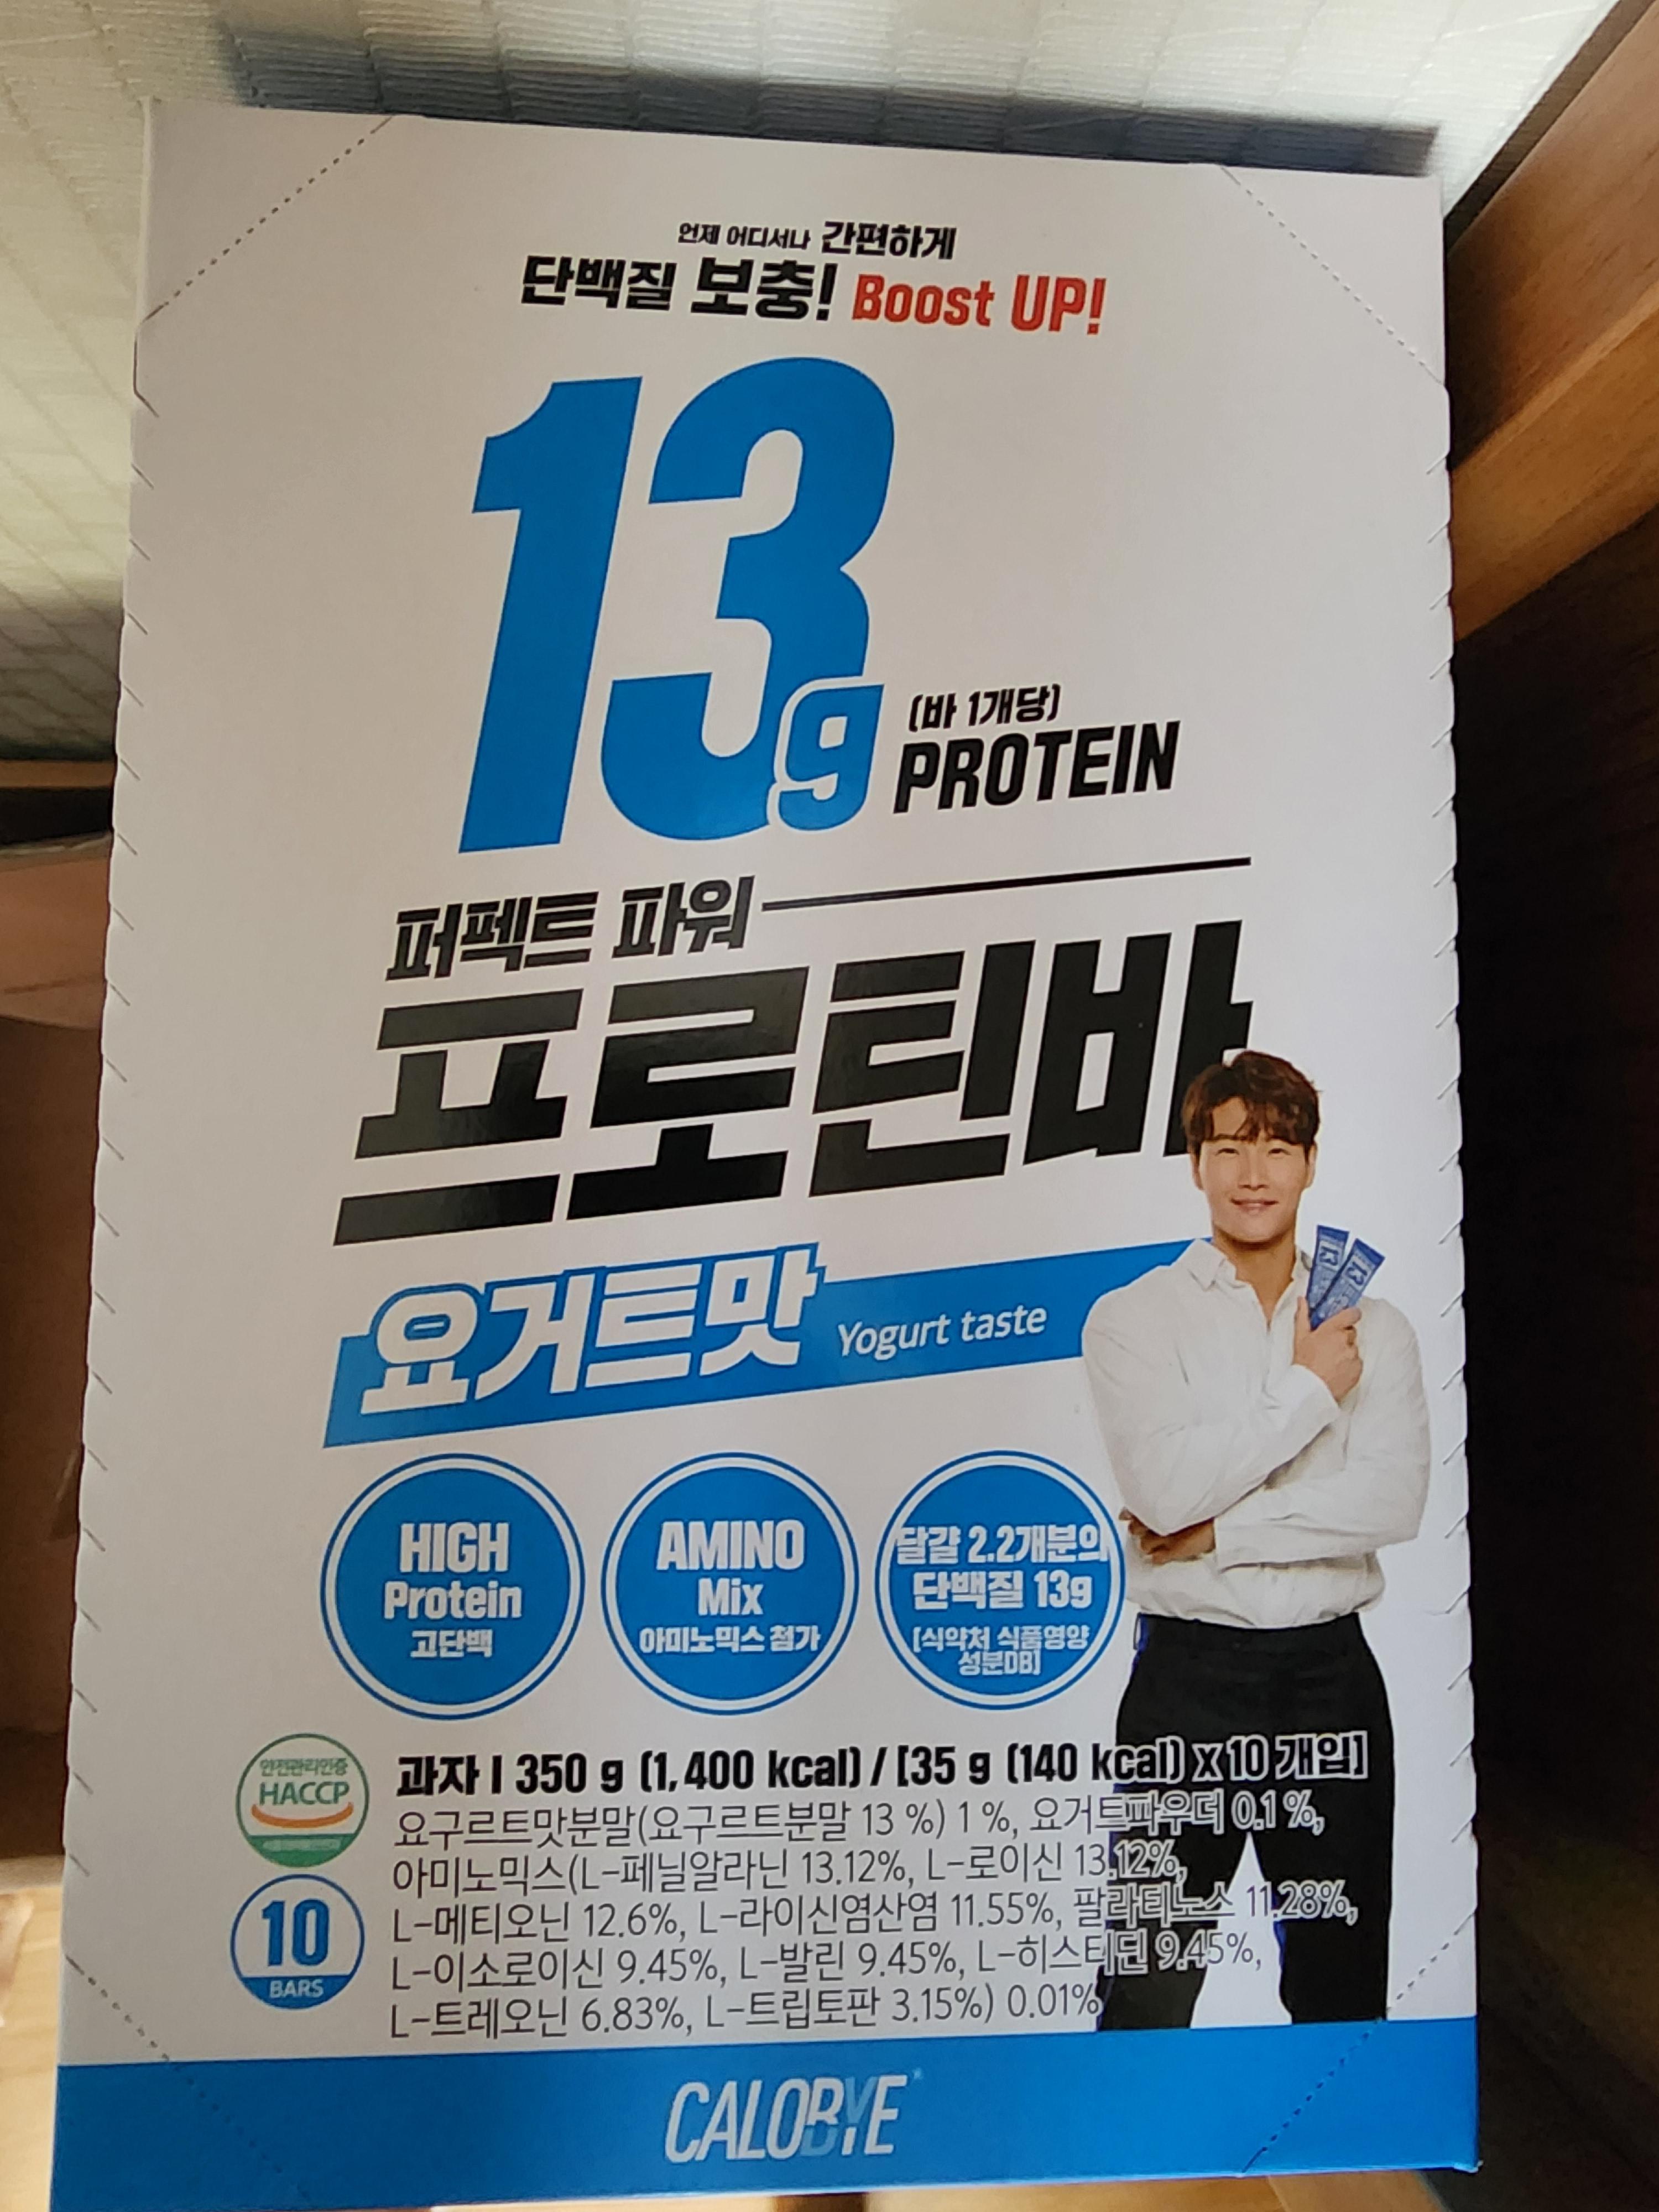 언제 어디서나 간편하게
단백질 보충! Boost UP!
13g
(바 1개당)
PROTEIN
퍼펙트 파워
프로틴바
요거트맛 Yogurt taste
HIGH
Protein
고단백
AMINO
Mix
아미노믹스 첨가
달걀 2.2개분의
단백질 13g
[식약처 식품영양
성분DB]
안전관리인증
HACCP
과자 I 350 g (1,400 kcal) / [35 g (140 kcal) x 10 개입]
요구르트맛분말(요구르트분말 13 %) 1 %, 요거트파우더 0.1 %,
아미노믹스(L-페닐알라닌 13.12%, L-로이신 13.12%,
L-메티오닌 12.6%, L-라이신염산염 11.55%, 팔라티노스 11.28%,
L-이소로이신 9.45%, L-발린 9.45%, L-히스티딘 9.45%,
L-트레오닌 6.83%, L-트립토판 3.15%) 0.01%
10
BARS
CALOBYE